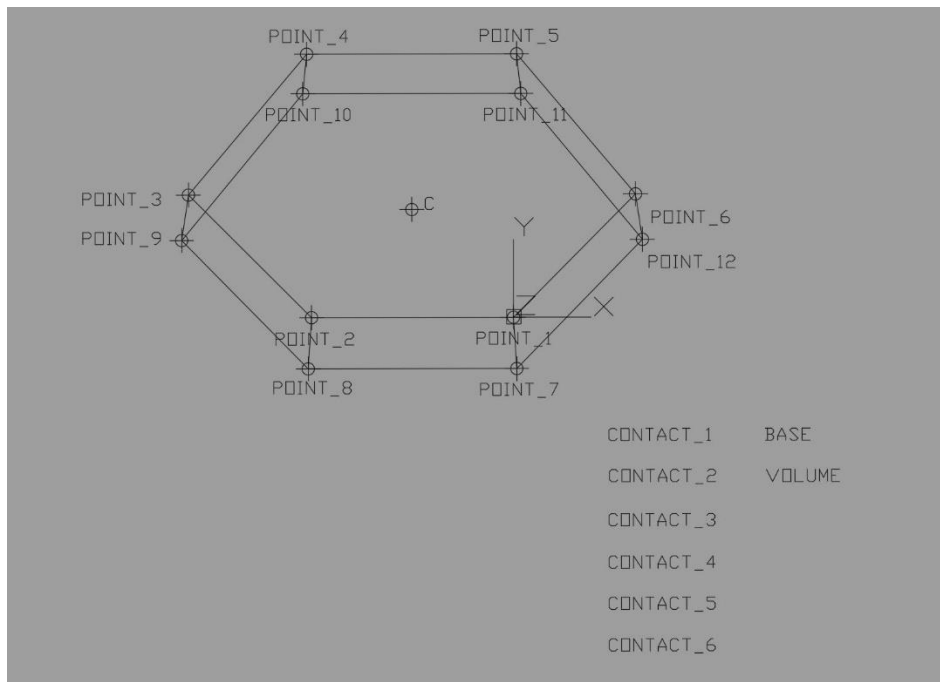 POINT_4
POINT_5
POINT_10
POINT_11
POINT_3
C
POINT_6
Y
POINT_9
POINT_12
Z
X
POINT_2
POINT_1
POINT_8
POINT_7
CONTACT_1 BASE
CONTACT_2 VOLUME
CONTACT_3
CONTACT_4
CONTACT_5
CONTACT_6